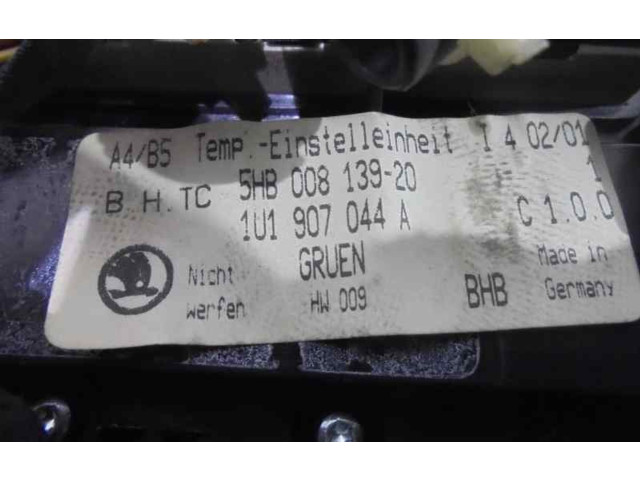 A4/B5 Temp.-Einstelleinheit I 4 02/01
B H.TC 5HB 008 139-20 1
1U1 907 044 A C 1.0.0
Nicht GRUEN Made in
werfen HW 009 BHB Germany